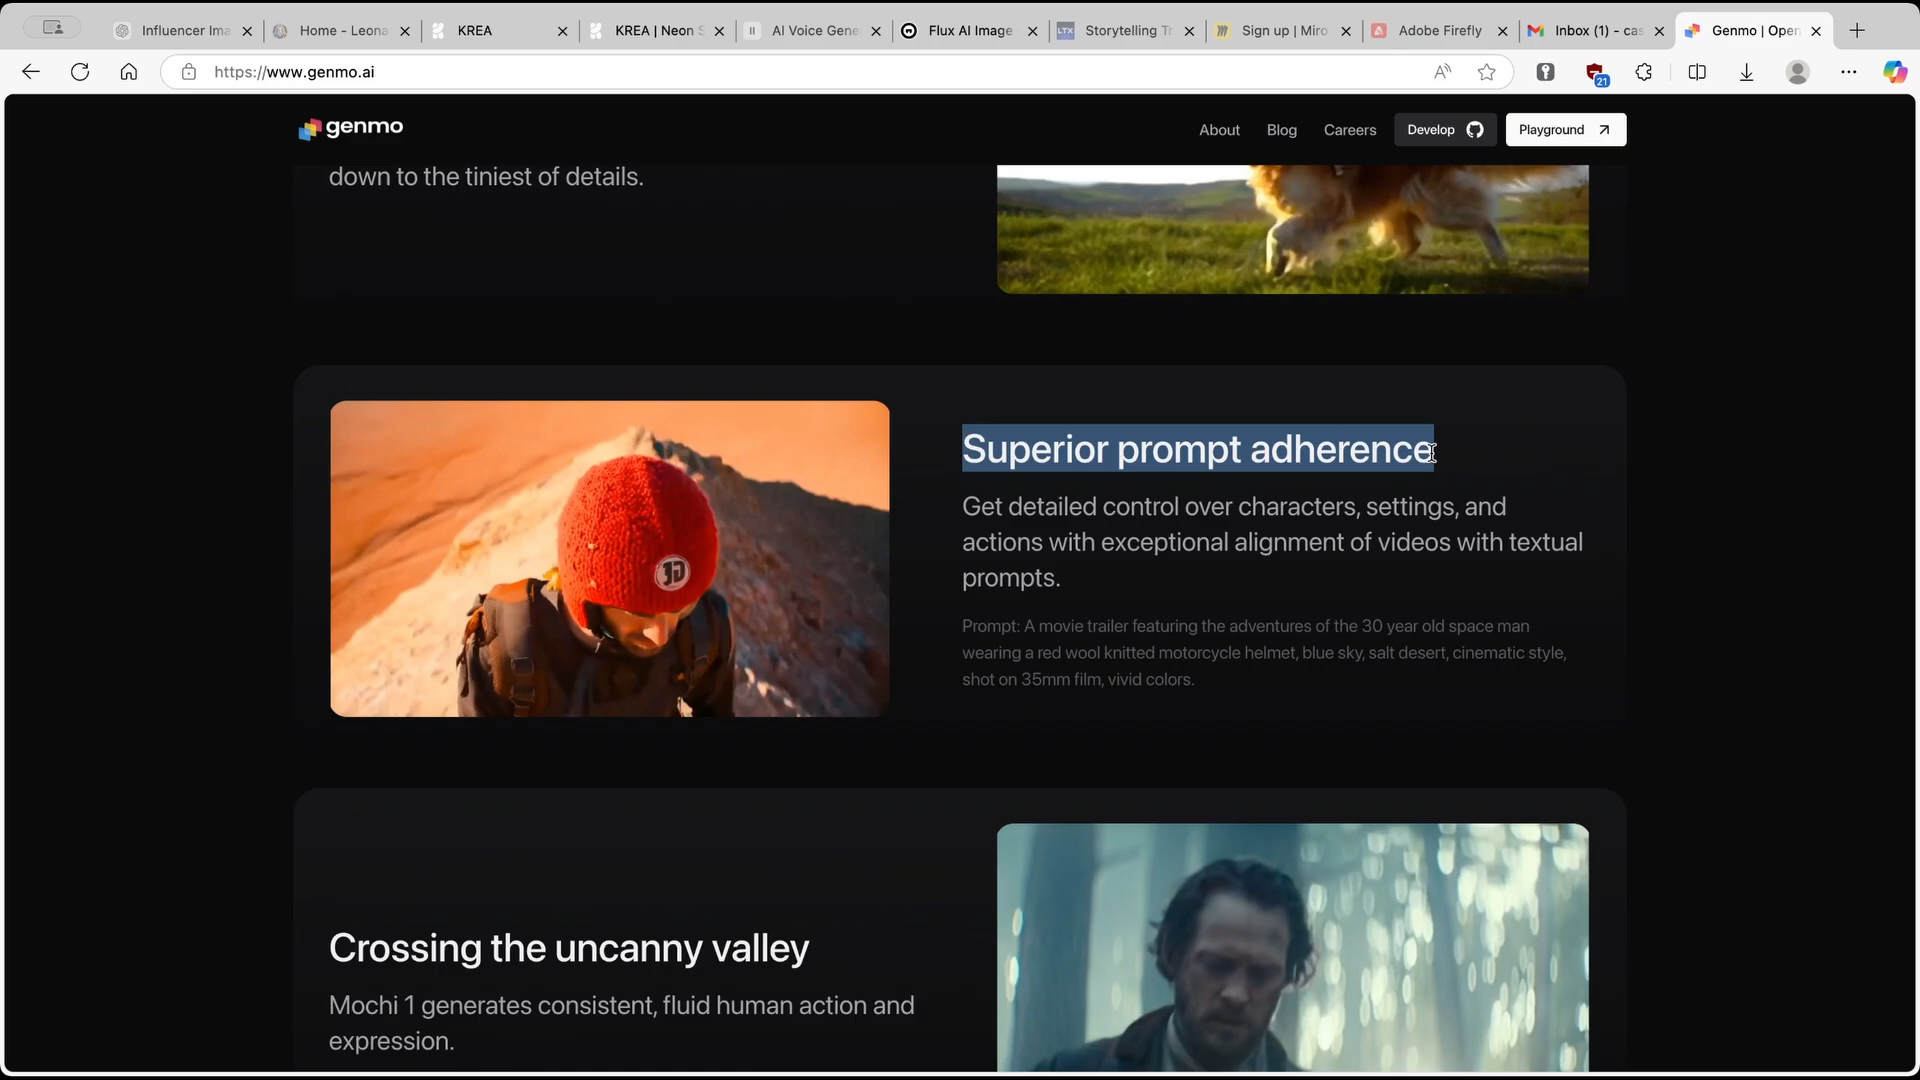 Influencer Ima
Home - Leona
KREA
KREA | Neon S
AI Voice Gene
Flux AI Image
LTX
Storytelling Tr
Sign up | Miro
Adobe Firefly
Inbox (1) - cas
Genmo | Open
https://www.genmo.ai
21
genmo
About
Blog
Careers
Develop
Playground
down to the tiniest of details.
Superior prompt adherence
Get detailed control over characters, settings, and
actions with exceptional alignment of videos with textual
prompts.
Prompt: A movie trailer featuring the adventures of the 30 year old space man
wearing a red wool knitted motorcycle helmet, blue sky, salt desert, cinematic style,
shot on 35mm film, vivid colors.
Crossing the uncanny valley
Mochi 1 generates consistent, fluid human action and
expression.